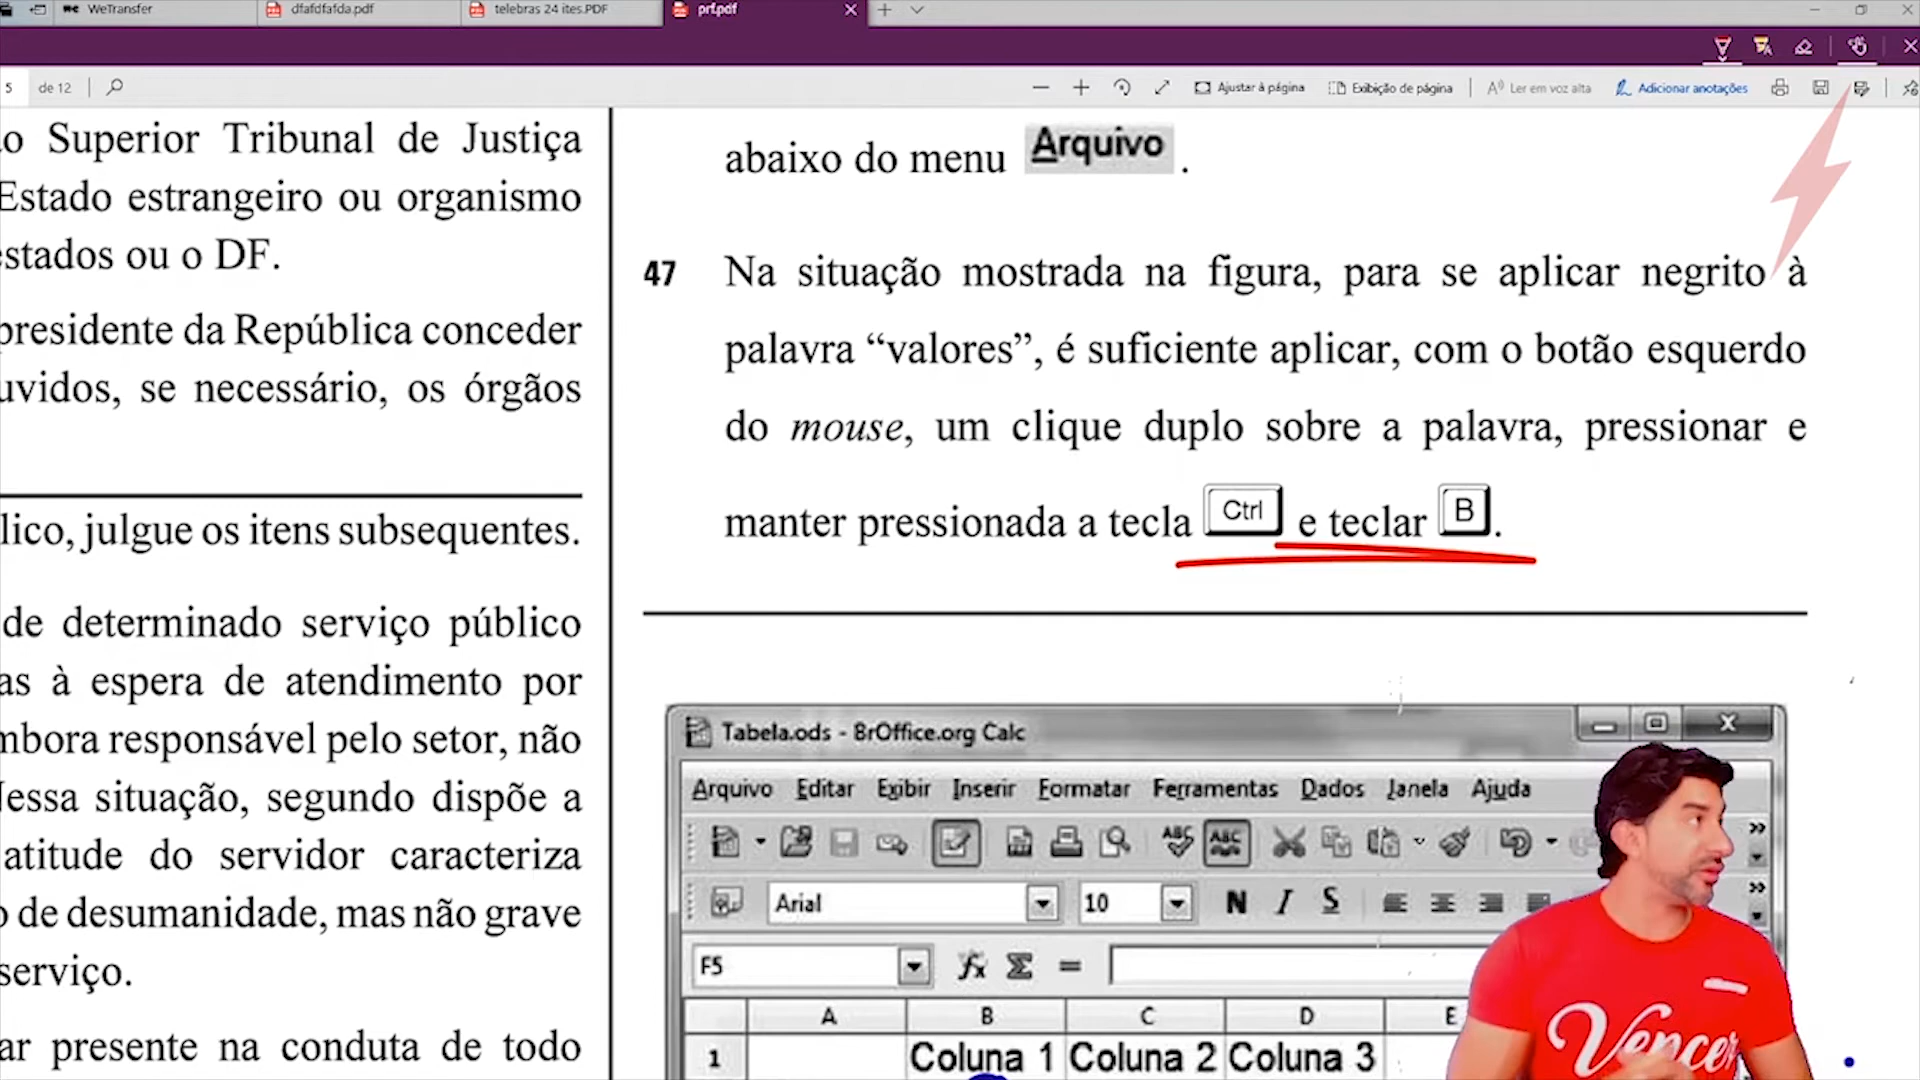 WeTransfer
dfafdfafda.pdf
telebras 24 ites.PDF
prf.pdf
5 de 12
Ajustar à página
Exibição de página
Ler em voz alta
Adicionar anotações
o Superior Tribunal de Justiça
Estado estrangeiro ou organismo
estados ou o DF.
presidente da República conceder
uvidos, se necessário, os órgãos
lico, julgue os itens subsequentes.
de determinado serviço público
as à espera de atendimento por
mbora responsável pelo setor, não
essa situação, segundo dispõe a
atitude do servidor caracteriza
o de desumanidade, mas não grave
serviço.
ar presente na conduta de todo
abaixo do menu Arquivo .
47 Na situação mostrada na figura, para se aplicar negrito à
palavra “valores”, é suficiente aplicar, com o botão esquerdo
do mouse, um clique duplo sobre a palavra, pressionar e
manter pressionada a tecla Ctrl e teclar B.
Tabela.ods - BrOffice.org Calc
Arquivo Editar Exibir Inserir Formatar Ferramentas Dados Janela Ajuda
ABC ABC
Arial 10 N I S
F5 fx Σ =
A B C D E
1 Coluna 1 Coluna 2 Coluna 3
Vencer